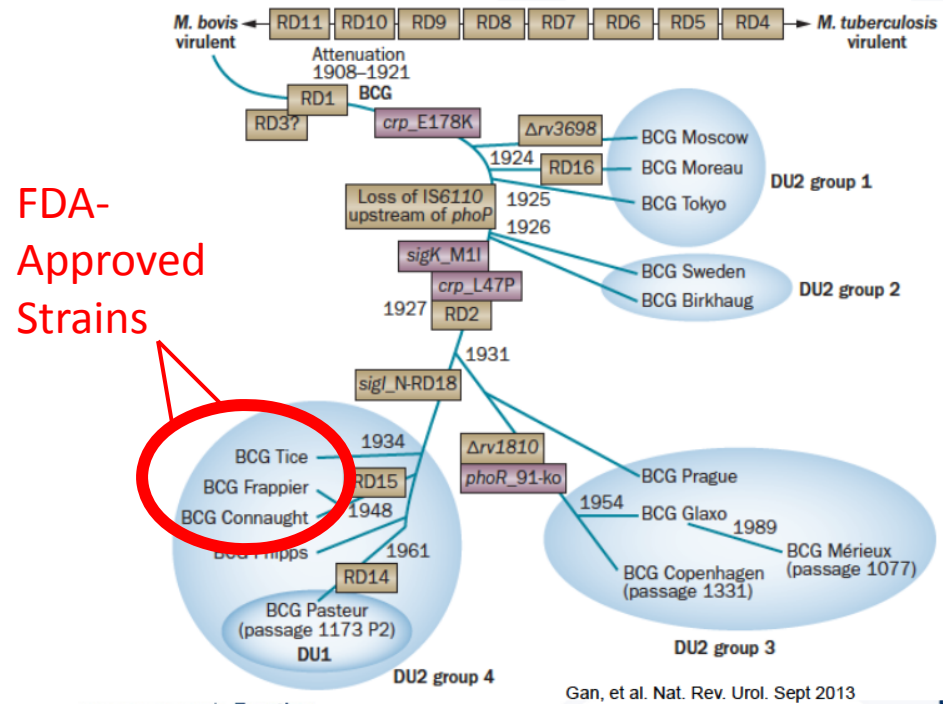 M. bovis
virulent
RD11
RD10
RD9
RD8
RD7
RD6
RD5
RD4
M. tuberculosis
virulent
Attenuation
1908–1921
BCG
RD1
RD3?
crp_E178K
Δrv3698
BCG Moscow
1924
RD16
BCG Moreau
DU2 group 1
Loss of IS6110
upstream of phoP
1925
BCG Tokyo
1926
FDA-
Approved
Strains
sigK_M1I
crp_L47P
1927
RD2
BCG Sweden
BCG Birkhaug
DU2 group 2
1931
sigI_N-RD18
1934
BCG Tice
BCG Frappier
RD15
BCG Connaught
1948
BCG Phipps
1961
RD14
BCG Pasteur
(passage 1173 P2)
DU1
DU2 group 4
Δrv1810
phoR_91-ko
BCG Prague
1954
BCG Glaxo
1989
BCG Mérieux
(passage 1077)
BCG Copenhagen
(passage 1331)
DU2 group 3
Gan, et al. Nat. Rev. Urol. Sept 2013